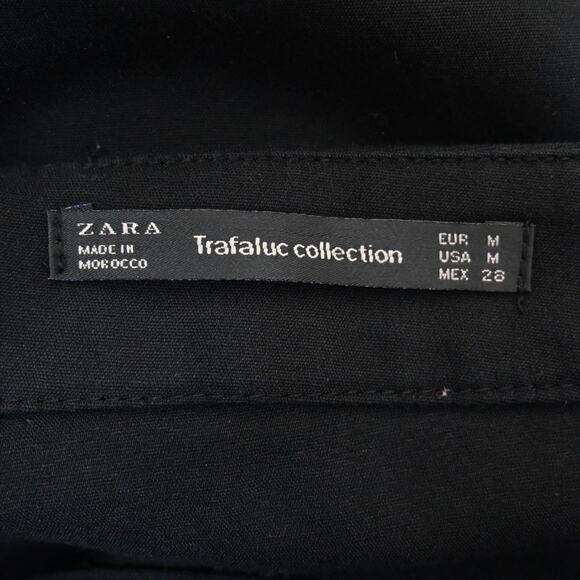 ZARA
MADE IN
MOROCCO
Trafaluc collection
EUR M
USA M
MEX 28